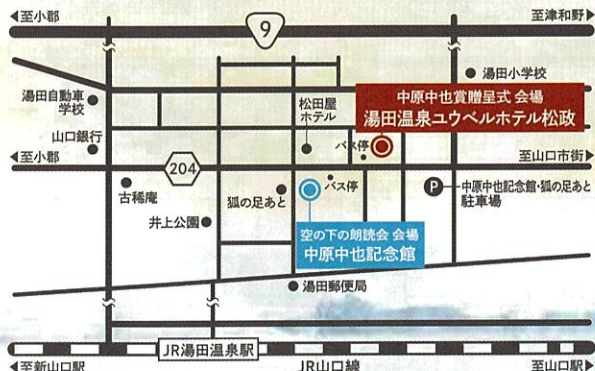 ◀至小郡
至津和野▶
9
湯田小学校
湯田自動車
学校
松田屋
ホテル
中原中也賞贈呈式 会場
湯田温泉ユウベルホテル松政
バス停
山口銀行
◀至小郡
至山口市街▶
204
古稀庵
狐の足あと
バス停
P
中原中也記念館・狐の足あと
駐車場
井上公園
空の下の朗読会 会場
中原中也記念館
湯田郵便局
JR湯田温泉駅
◀至新山口駅
JR山口線
至山口駅▶